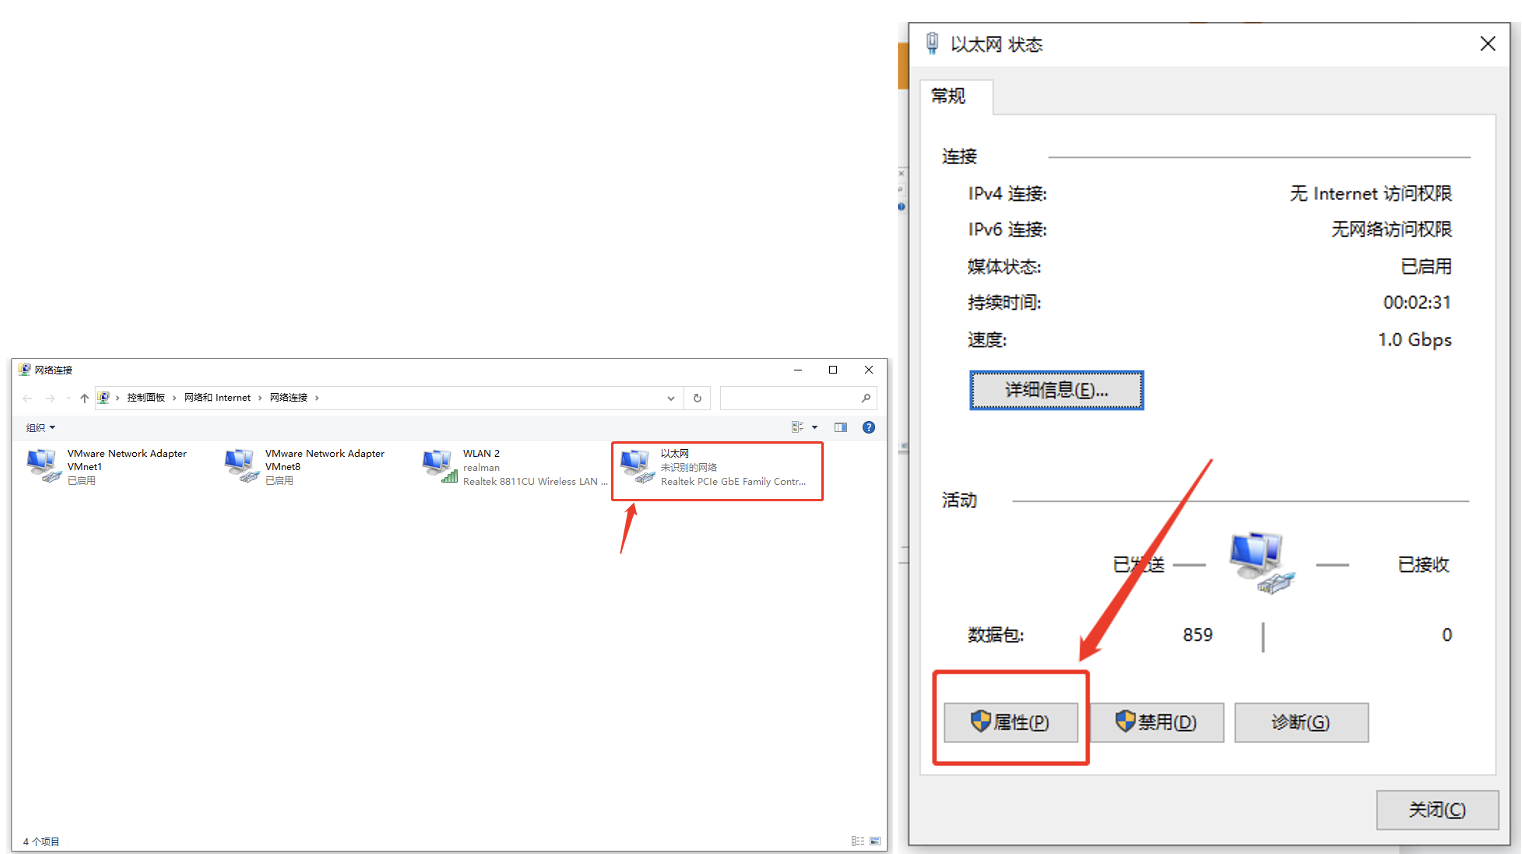 网络连接
控制面板 › 网络和 Internet › 网络连接 ›
组织
VMware Network Adapter
VMnet1
已启用
VMware Network Adapter
VMnet8
已启用
WLAN 2
realman
Realtek 8811CU Wireless LAN ...
以太网
未识别的网络
Realtek PCIe GbE Family Contr...
4 个项目
以太网 状态
常规
连接
IPv4 连接: 无 Internet 访问权限
IPv6 连接: 无网络访问权限
媒体状态: 已启用
持续时间: 00:02:31
速度: 1.0 Gbps
详细信息(E)...
活动
已发送 — — 已接收
数据包: 859 0
属性(P) 禁用(D) 诊断(G)
关闭(C)